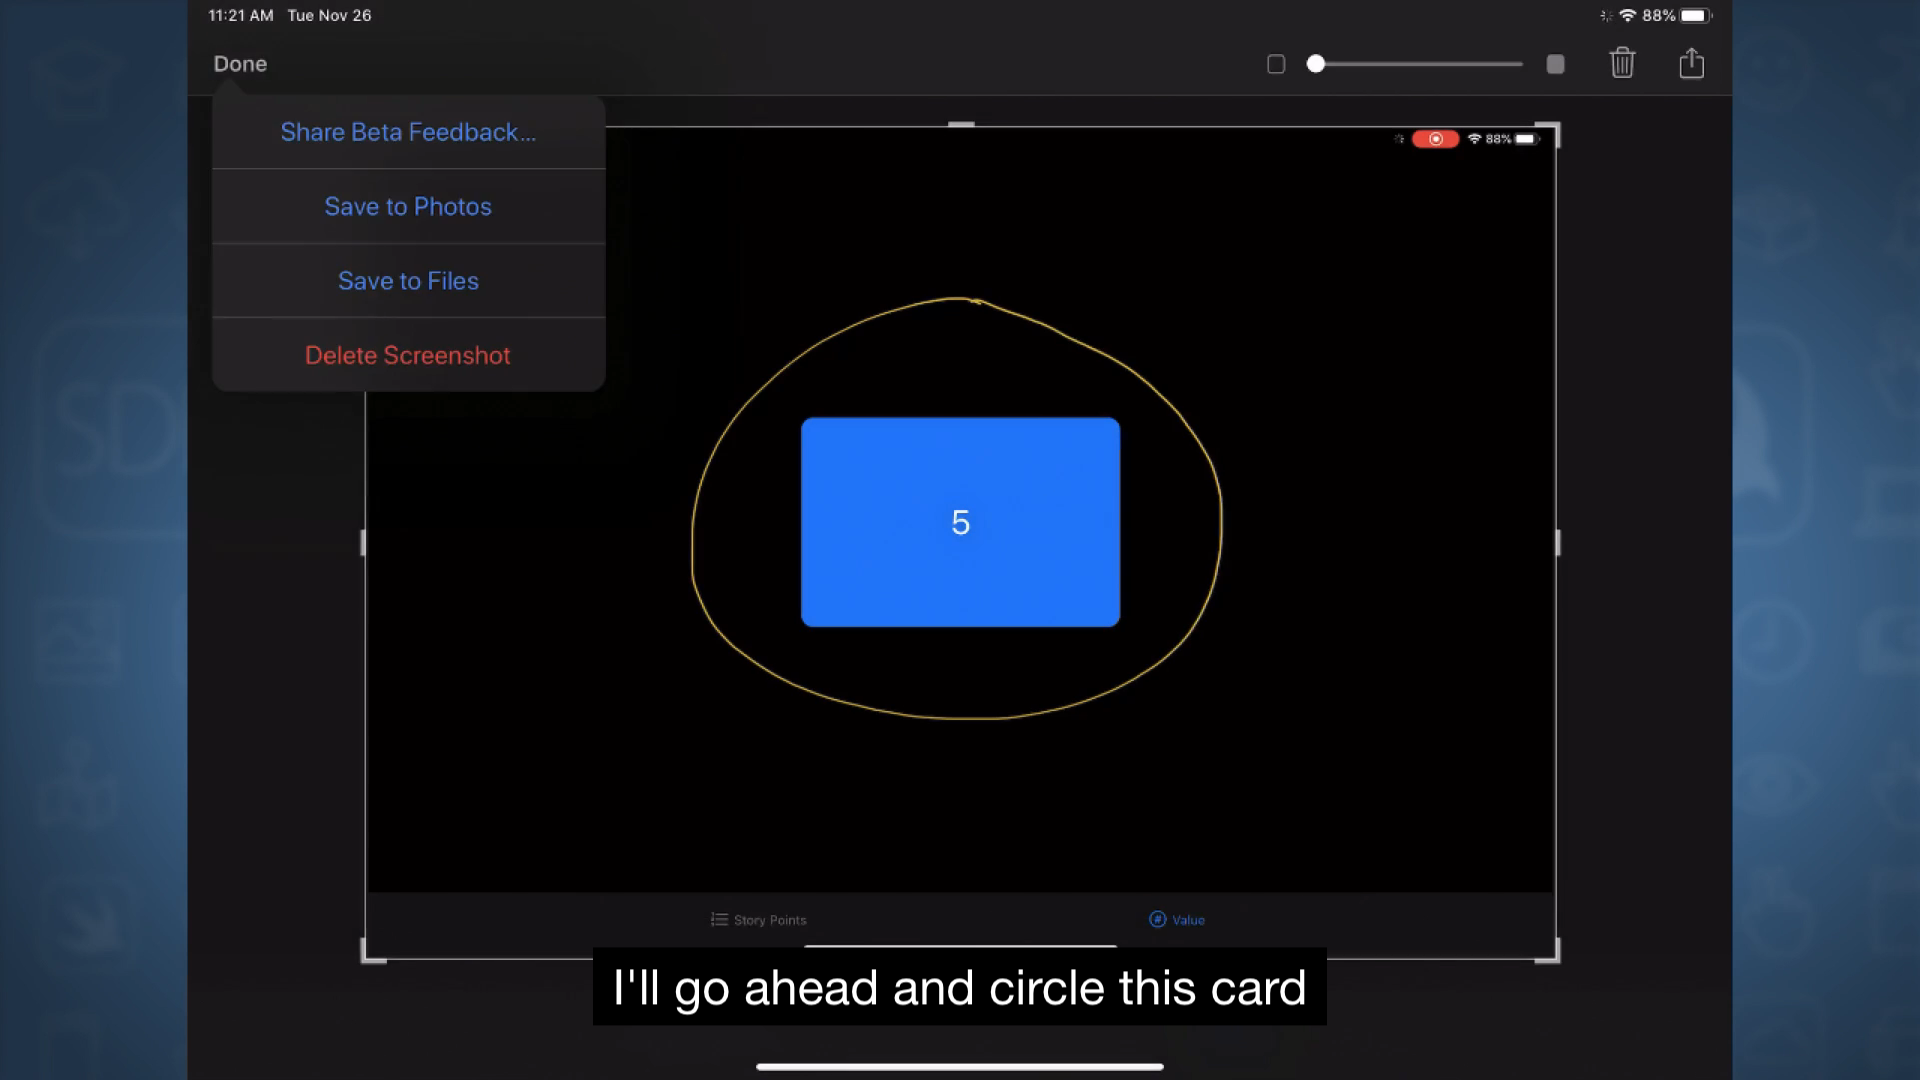 11:21 AM Tue Nov 26
88%
Done
Share Beta Feedback...
Save to Photos
Save to Files
Delete Screenshot
88%
SD
5
Story Points
# Value
I'll go ahead and circle this card